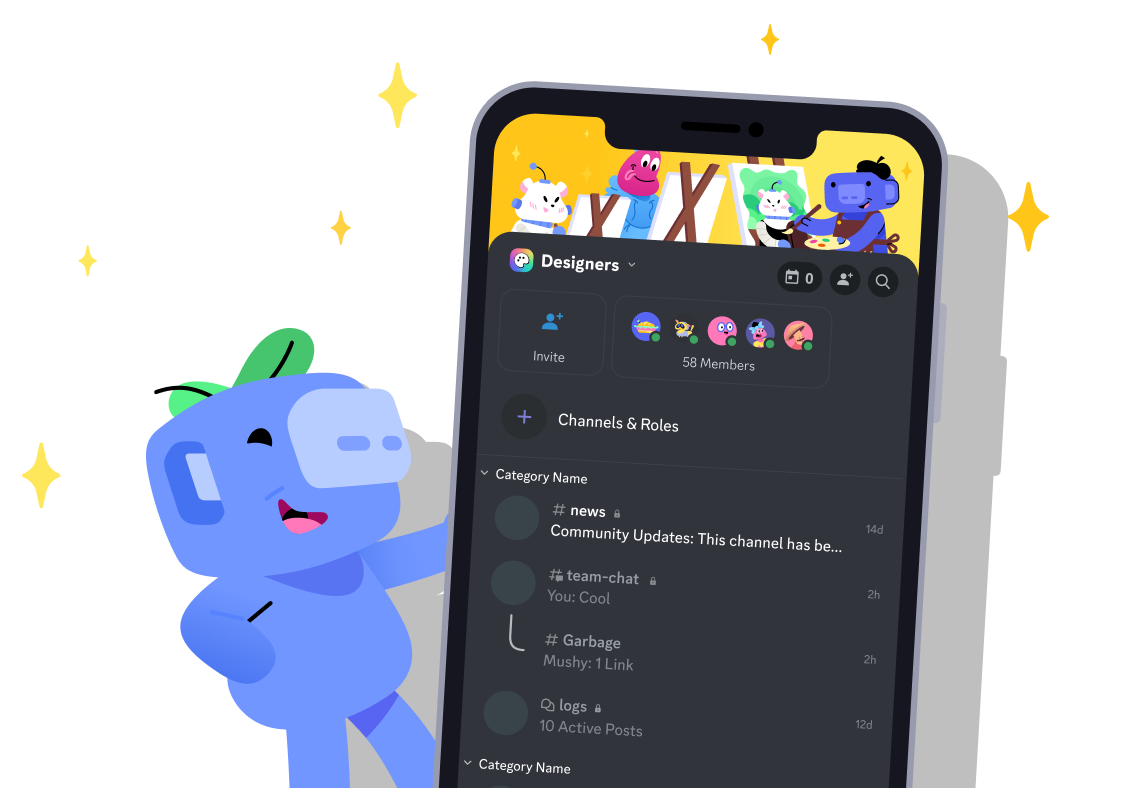 Designers
0
Invite
58 Members
Channels & Roles
Category Name
news
14d
Community Updates: This channel has be...
team-chat
2h
You: Cool
Garbage
2h
Mushy: 1 Link
logs
12d
10 Active Posts
Category Name